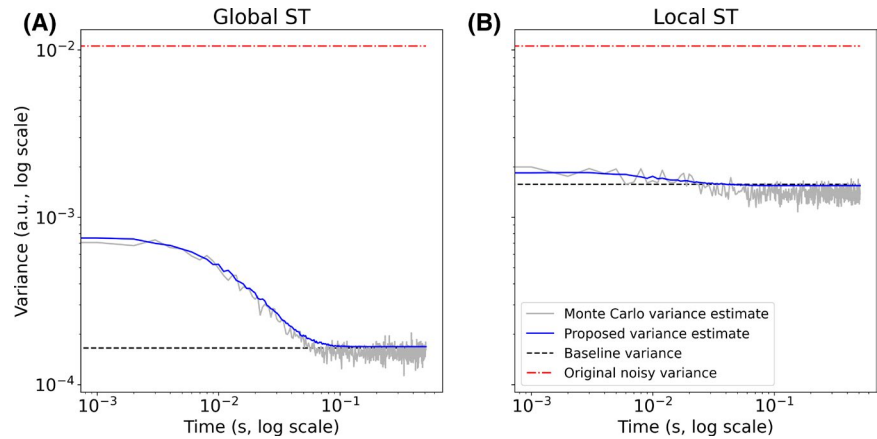 (A)
Global ST
Variance (a.u., log scale)
10⁻²
10⁻³
10⁻⁴
10⁻³
10⁻²
10⁻¹
Time (s, log scale)
(B)
Local ST
10⁻³
10⁻²
10⁻¹
Time (s, log scale)
Monte Carlo variance estimate
Proposed variance estimate
Baseline variance
Original noisy variance